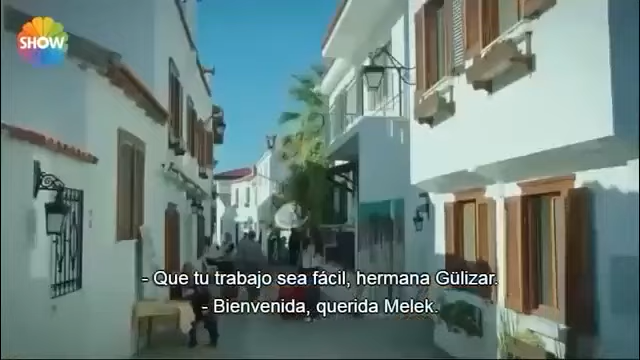 SHOW
- Que tu trabajo sea fácil, hermana Gülizar.
- Bienvenida, querida Melek.